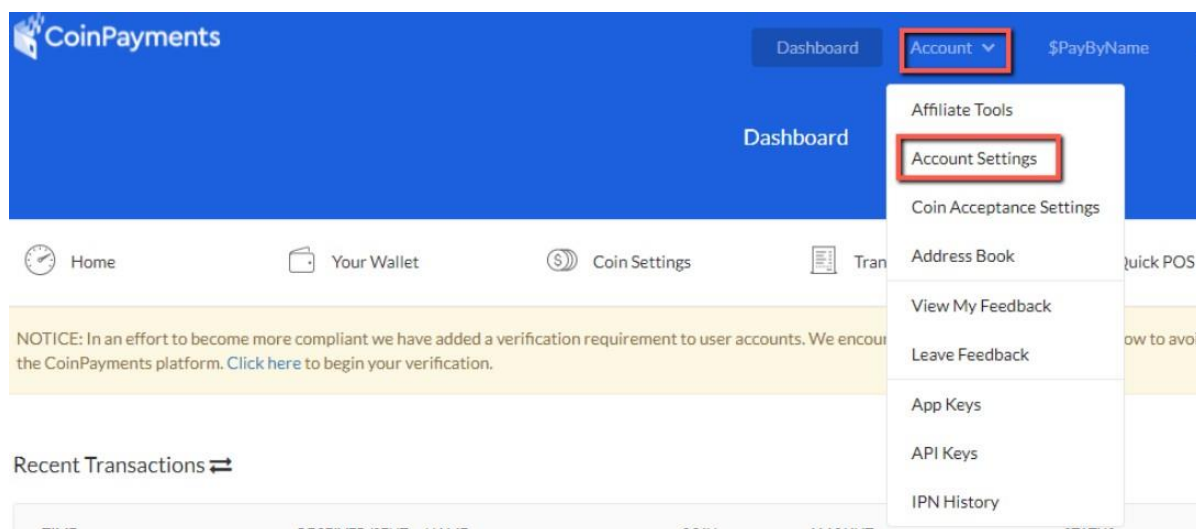 CoinPayments
Dashboard Account $PayByName
Affiliate Tools
Dashboard
Account Settings
Coin Acceptance Settings
Home Your Wallet Coin Settings Tran Address Book Quick POS
View My Feedback
NOTICE: In an effort to become more compliant we have added a verification requirement to user accounts. We encour ow to avo
Leave Feedback
the CoinPayments platform. Click here to begin your verification.
App Keys
Recent Transactions
API Keys
IPN History